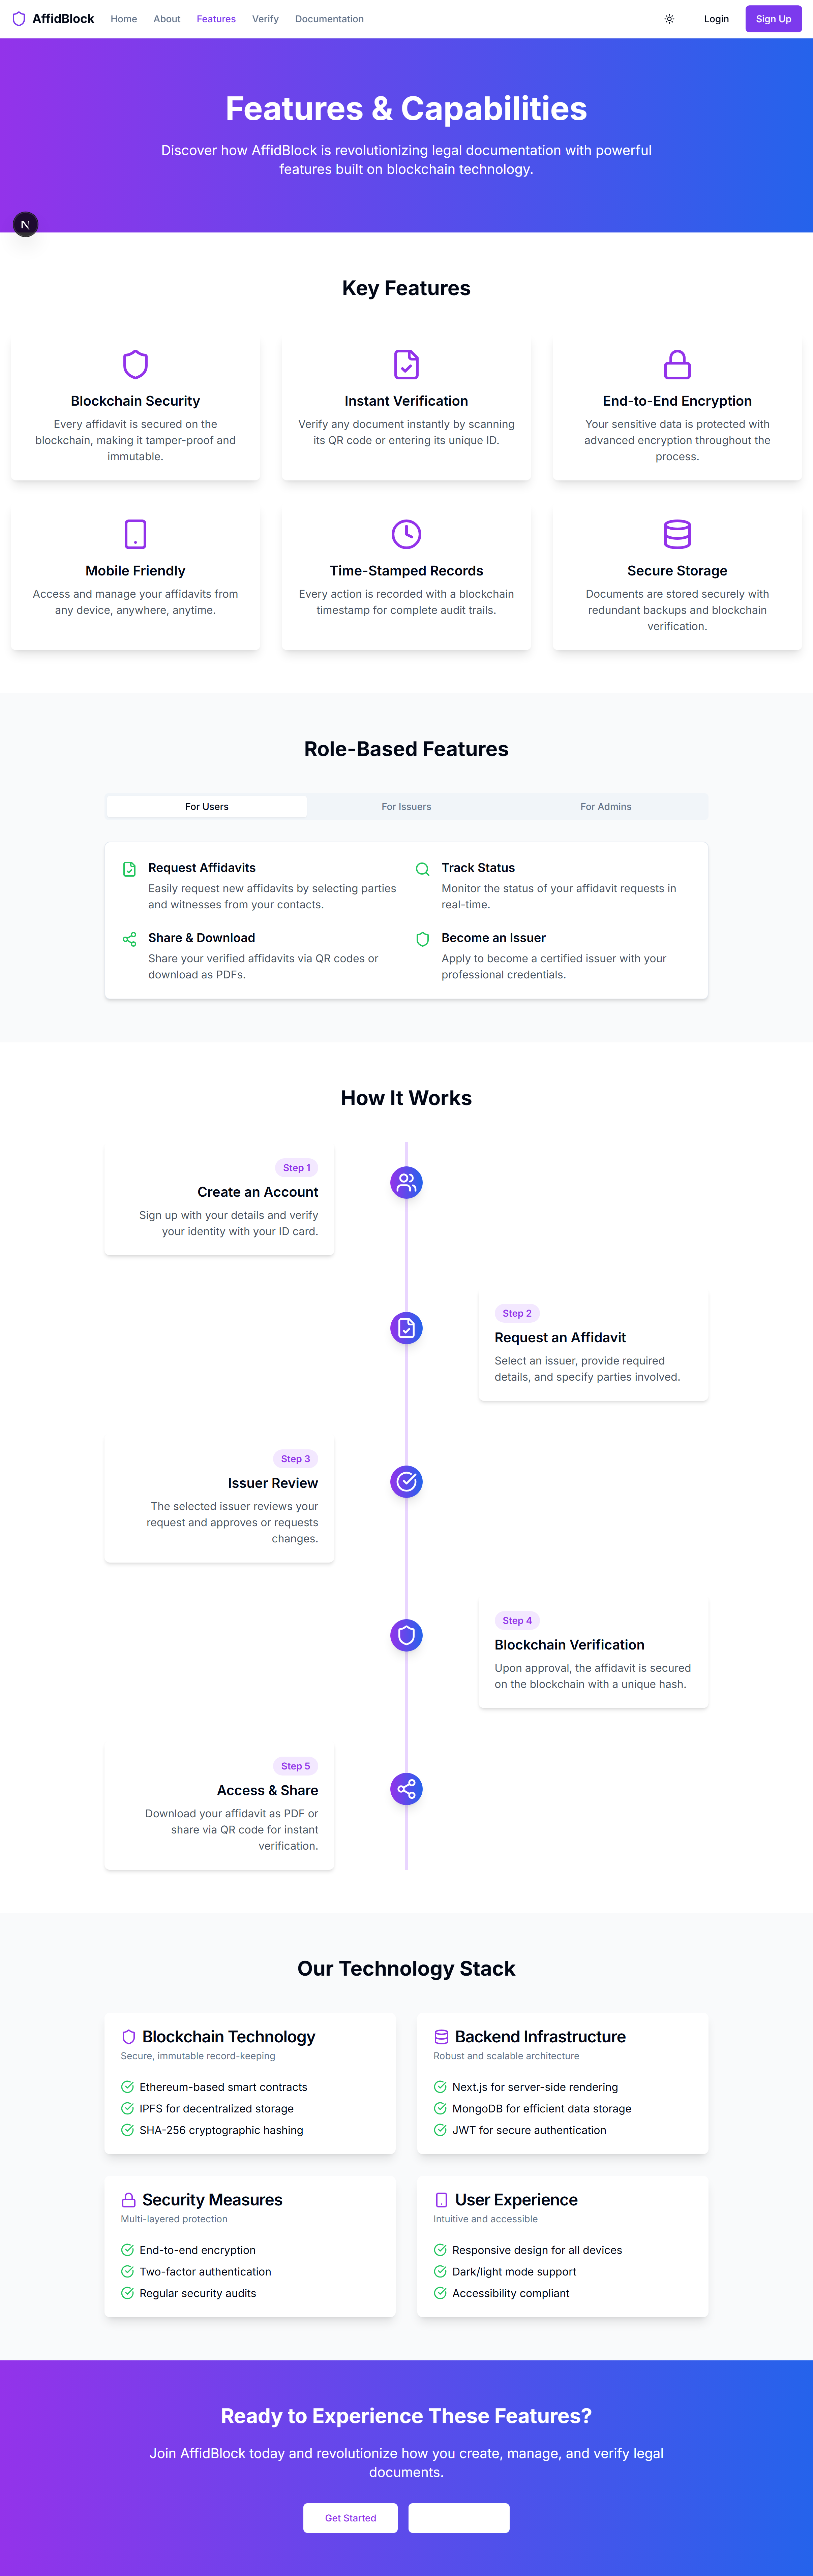 AffidBlock
Home
About
Features
Verify
Documentation
Login
Sign Up
Features & Capabilities
Discover how AffidBlock is revolutionizing legal documentation with powerful
features built on blockchain technology.
N
Key Features
Blockchain Security
Every affidavit is secured on the
blockchain, making it tamper-proof and
immutable.
Instant Verification
Verify any document instantly by scanning
its QR code or entering its unique ID.
End-to-End Encryption
Your sensitive data is protected with
advanced encryption throughout the
process.
Mobile Friendly
Access and manage your affidavits from
any device, anywhere, anytime.
Time-Stamped Records
Every action is recorded with a blockchain
timestamp for complete audit trails.
Secure Storage
Documents are stored securely with
redundant backups and blockchain
verification.
Role-Based Features
For Users
For Issuers
For Admins
Request Affidavits
Easily request new affidavits by selecting parties
and witnesses from your contacts.
Track Status
Monitor the status of your affidavit requests in
real-time.
Share & Download
Share your verified affidavits via QR codes or
download as PDFs.
Become an Issuer
Apply to become a certified issuer with your
professional credentials.
How It Works
Step 1
Create an Account
Sign up with your details and verify
your identity with your ID card.
Step 2
Request an Affidavit
Select an issuer, provide required
details, and specify parties involved.
Step 3
Issuer Review
The selected issuer reviews your
request and approves or requests
changes.
Step 4
Blockchain Verification
Upon approval, the affidavit is secured
on the blockchain with a unique hash.
Step 5
Access & Share
Download your affidavit as PDF or
share via QR code for instant
verification.
Our Technology Stack
Blockchain Technology
Secure, immutable record-keeping
Ethereum-based smart contracts
IPFS for decentralized storage
SHA-256 cryptographic hashing
Backend Infrastructure
Robust and scalable architecture
Next.js for server-side rendering
MongoDB for efficient data storage
JWT for secure authentication
Security Measures
Multi-layered protection
End-to-end encryption
Two-factor authentication
Regular security audits
User Experience
Intuitive and accessible
Responsive design for all devices
Dark/light mode support
Accessibility compliant
Ready to Experience These Features?
Join AffidBlock today and revolutionize how you create, manage, and verify legal
documents.
Get Started